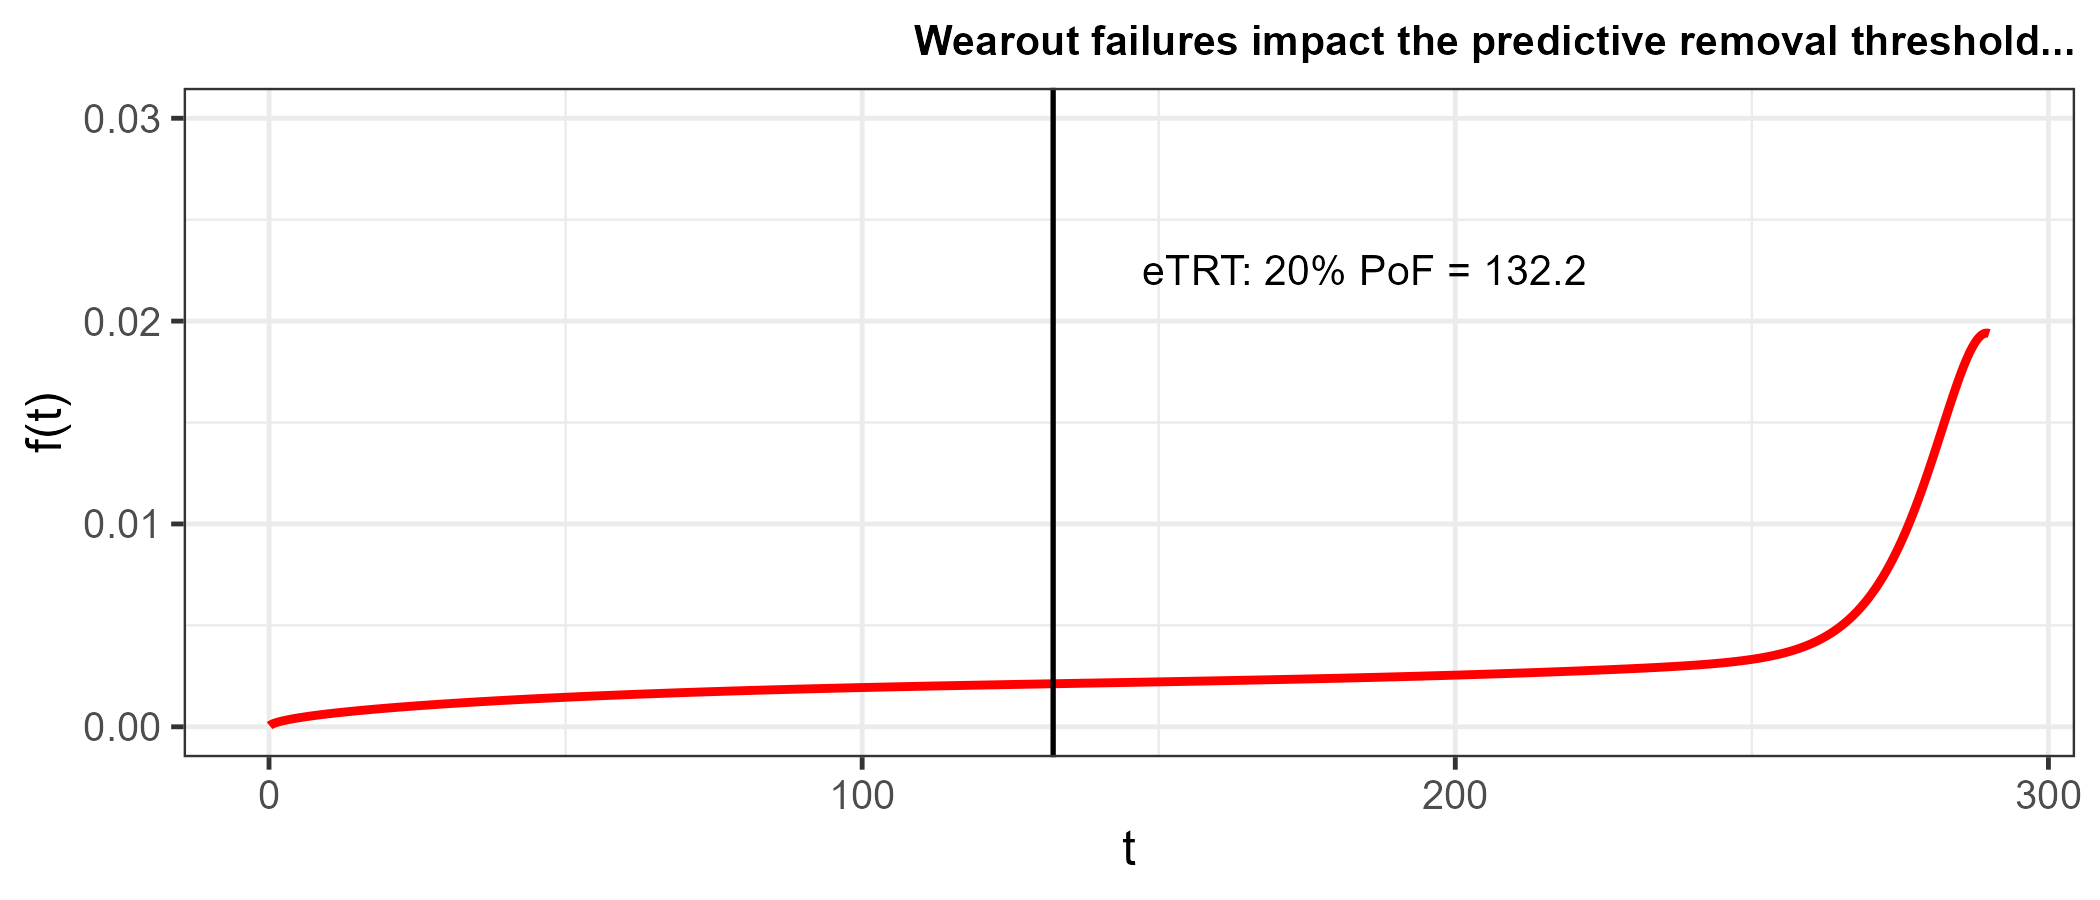 Wearout failures impact the predictive removal threshold...
0.03
0.02
0.01
0.00
f(t)
eTRT: 20% PoF = 132.2
0
100
200
300
t